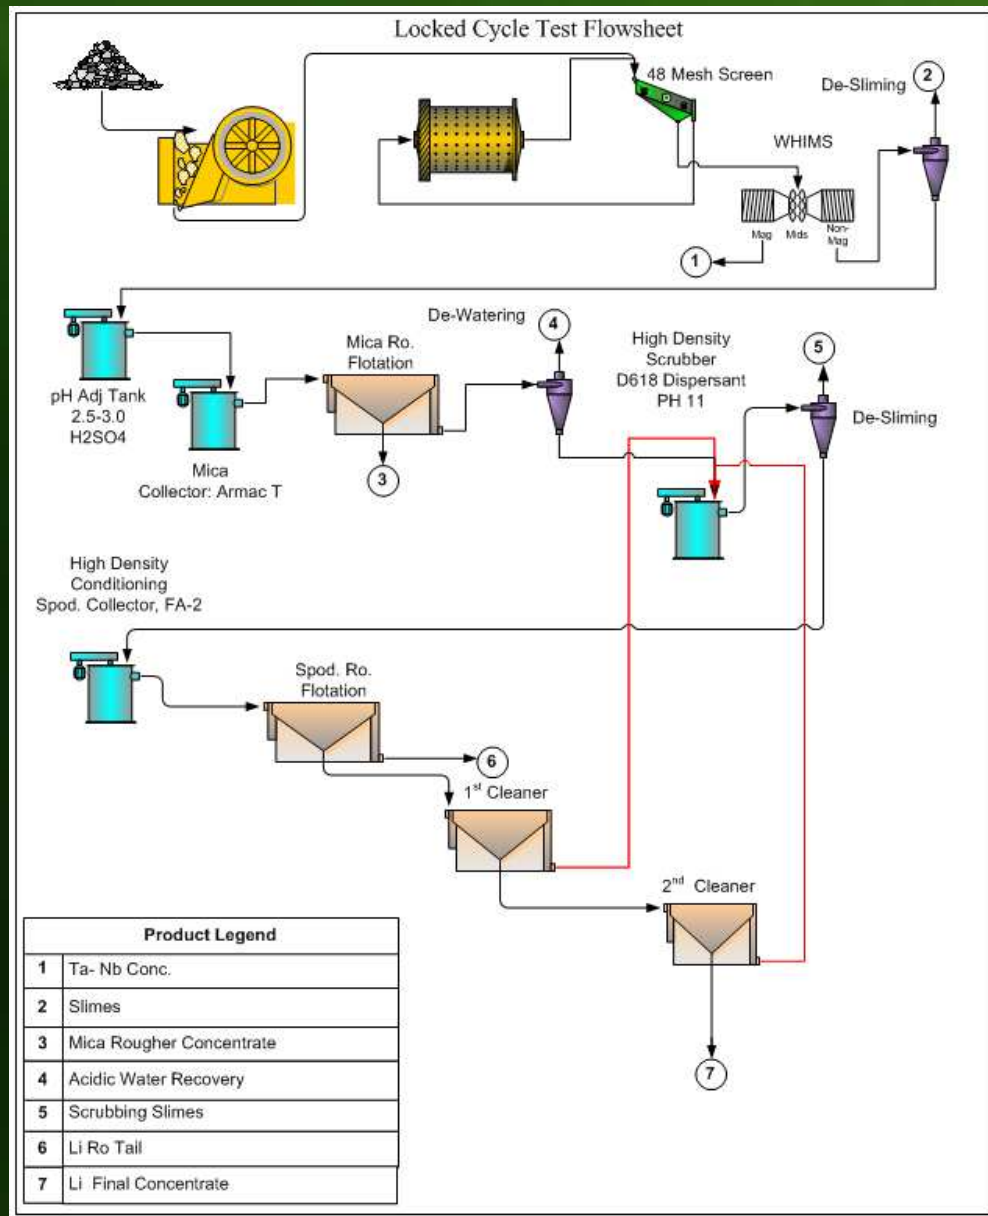 Locked Cycle Test Flowsheet
48 Mesh Screen
De-Sliming
2
WHIMS
Mag
Mids
Non-
Mag
1
pH Adj Tank
2.5-3.0
H2SO4
Mica
Collector: Armac T
Mica Ro.
Flotation
3
De-Watering
4
High Density
Scrubber
D618 Dispersant
PH 11
5
De-Sliming
High Density
Conditioning
Spod. Collector, FA-2
Spod. Ro.
Flotation
6
1st Cleaner
2nd Cleaner
7
Product Legend
1 Ta- Nb Conc.
2 Slimes
3 Mica Rougher Concentrate
4 Acidic Water Recovery
5 Scrubbing Slimes
6 Li Ro Tail
7 Li Final Concentrate